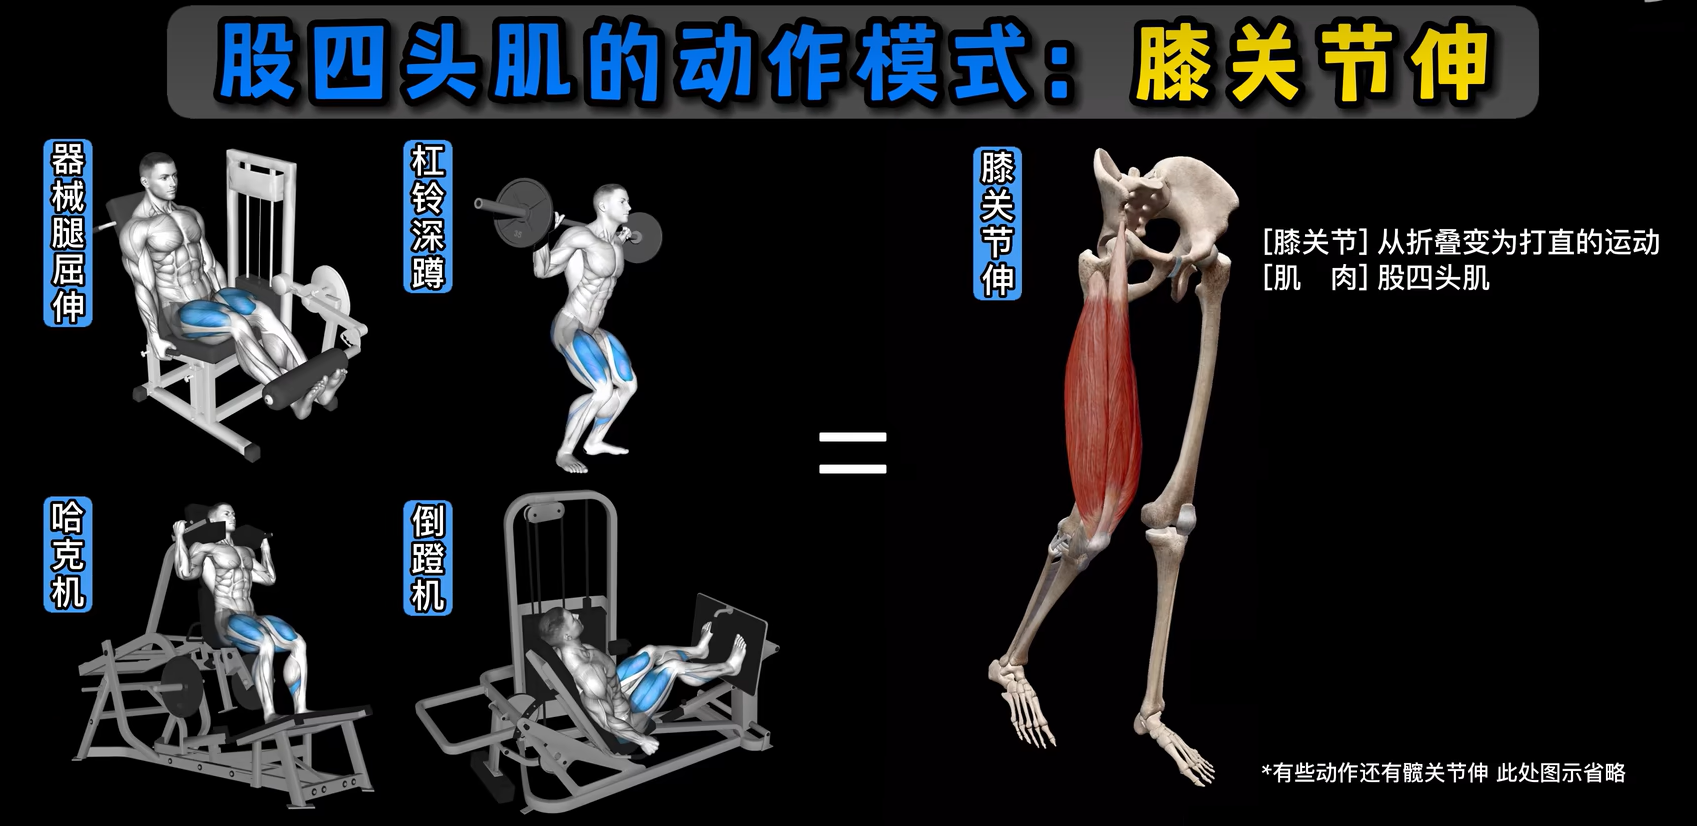 股四头肌的动作模式：膝关节伸
器械腿屈伸
杠铃深蹲
膝关节伸
[膝关节] 从折叠变为打直的运动
[肌　肉] 股四头肌
哈克机
倒蹬机
*有些动作还有髋关节伸 此处图示省略